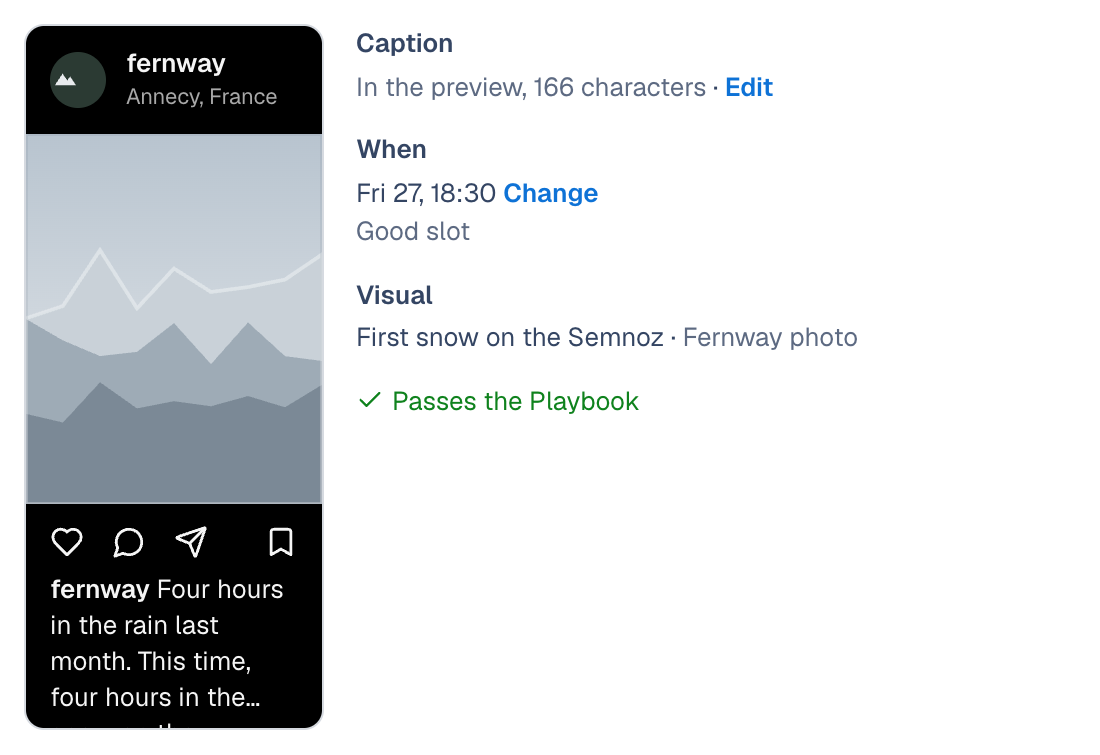 fernway
Annecy, France
fernway Four hours
in the rain last
month. This time,
four hours in the…
Caption
In the preview, 166 characters · Edit
When
Fri 27, 18:30 Change
Good slot
Visual
First snow on the Semnoz · Fernway photo
Passes the Playbook